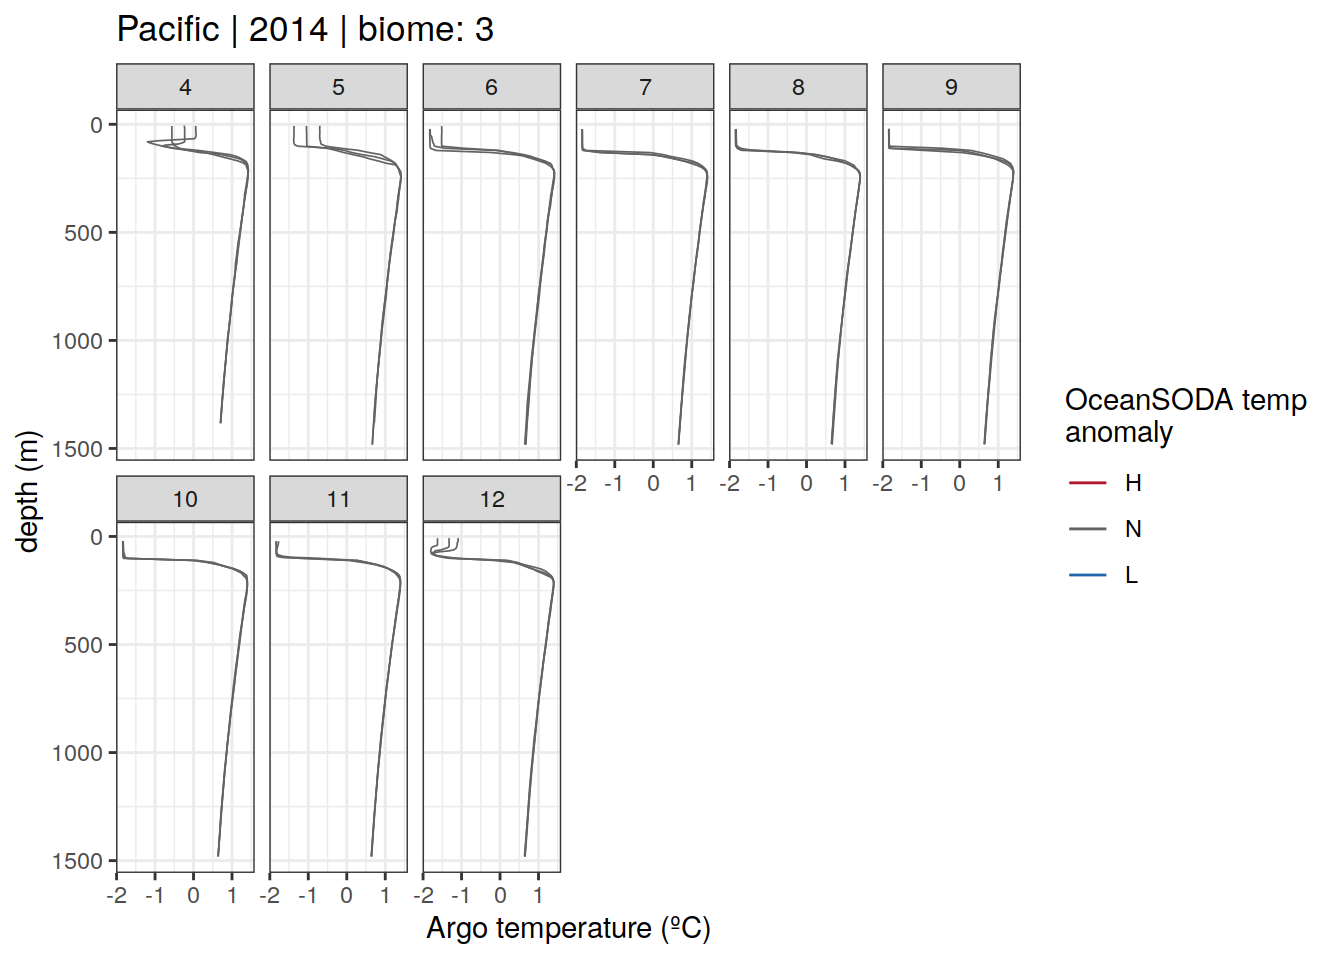 Pacific | 2014 | biome: 3
4 5 6 7 8 9
0
500
1000
1500
-2 -1 0 1 -2 -1 0 1 -2 -1 0 1
10 11 12
0
500
1000
1500
-2 -1 0 1 -2 -1 0 1 -2 -1 0 1
depth (m)
Argo temperature (ºC)
OceanSODA temp
anomaly
H
N
L